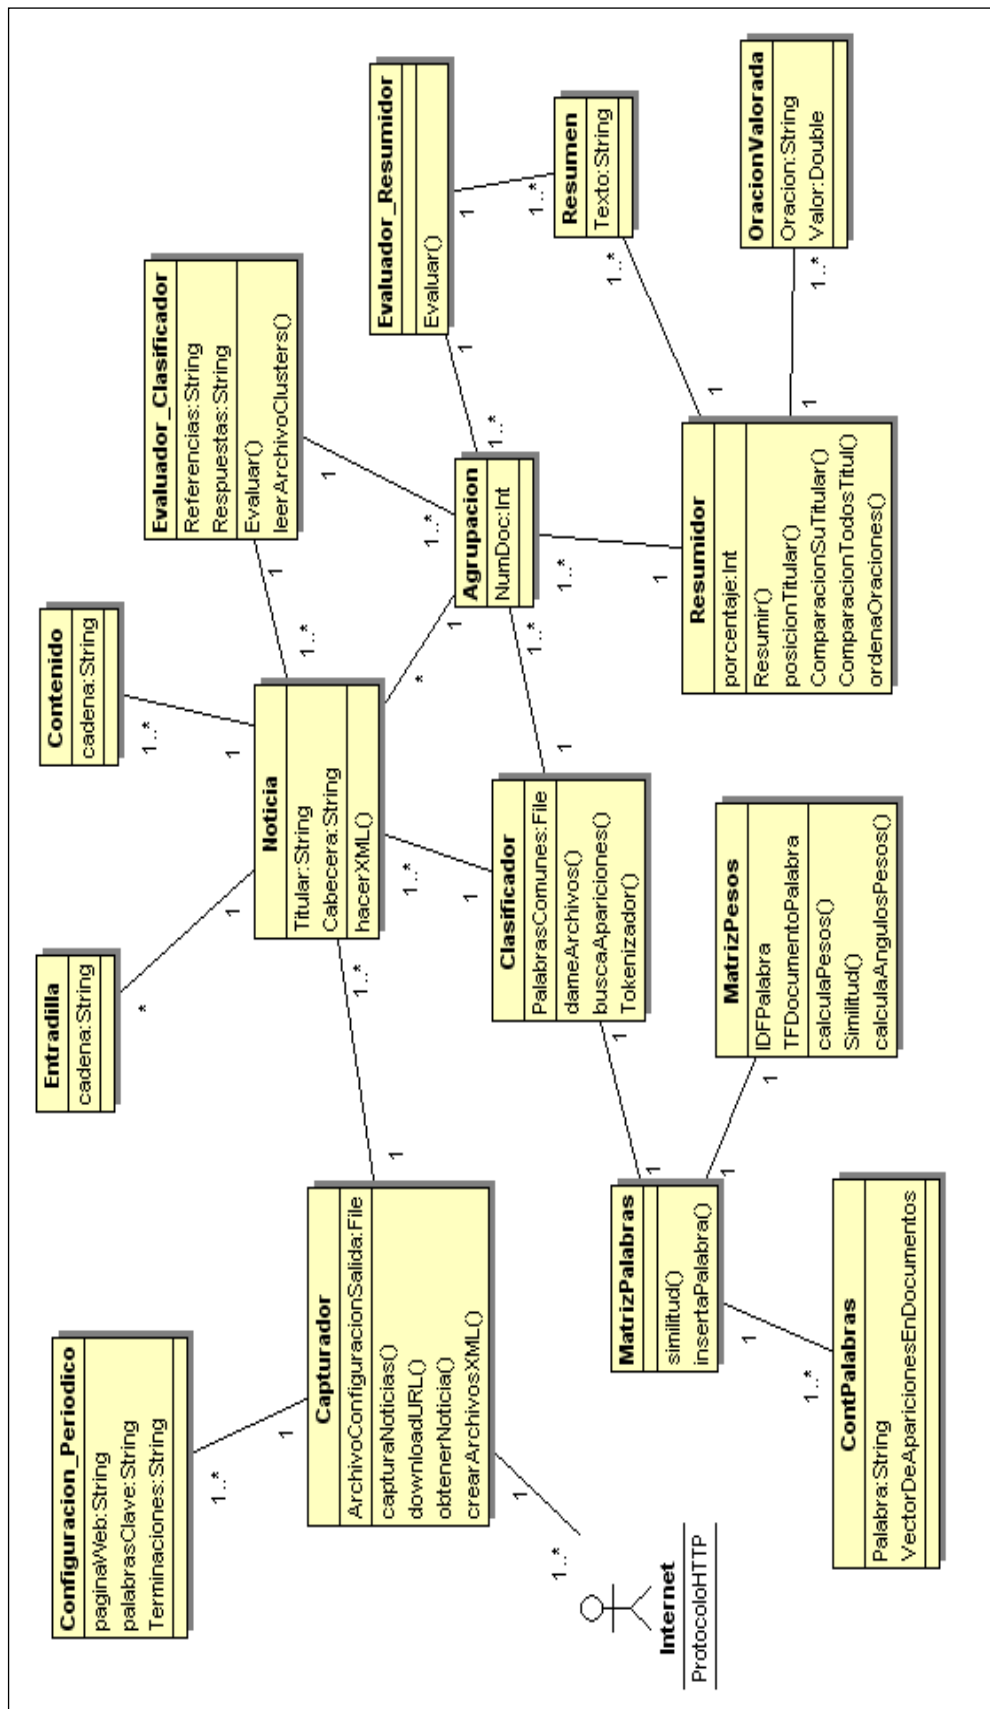 Configuracion_Periodico
paginaWeb:String
palabrasClave:String
Terminaciones:String
1..*
1
Capturador
ArchivoConfiguracionSalida:File
capturaNoticias()
downloadURL()
obtenerNoticia()
crearArchivosXML()
1
1..*
Internet
ProtocoloHTTP
1
1..*
Entradilla
cadena:String
*
1
Contenido
cadena:String
1..*
1
Noticia
Titular:String
Cabecera:String
hacerXML()
1..*
1
Evaluador_Clasificador
Referencias:String
Respuestas:String
Evaluar()
leerArchivoClusters()
1
1..*
*
1
Agrupacion
NumDoc:Int
1..*
1
Evaluador_Resumidor
Evaluar()
1
1..*
Resumen
Texto:String
1..*
1
OracionValorada
Oracion:String
Valor:Double
1..*
1
Resumidor
porcentaje:Int
Resumir()
posicionTitular()
ComparacionSuTitular()
ComparacionTodosTitul()
ordenaOraciones()
1
1..*
1..*
1
Clasificador
PalabrasComunes:File
dameArchivos()
buscaApariciones()
Tokenizador()
1..*
1
1
1
MatrizPalabras
similitud()
insertaPalabra()
1
1
MatrizPesos
IDFPalabra
TFDocumentoPalabra
calculaPesos()
Similitud()
calculaAngulosPesos()
1
1..*
ContPalabras
Palabra:String
VectorDeAparicionesEnDocumentos